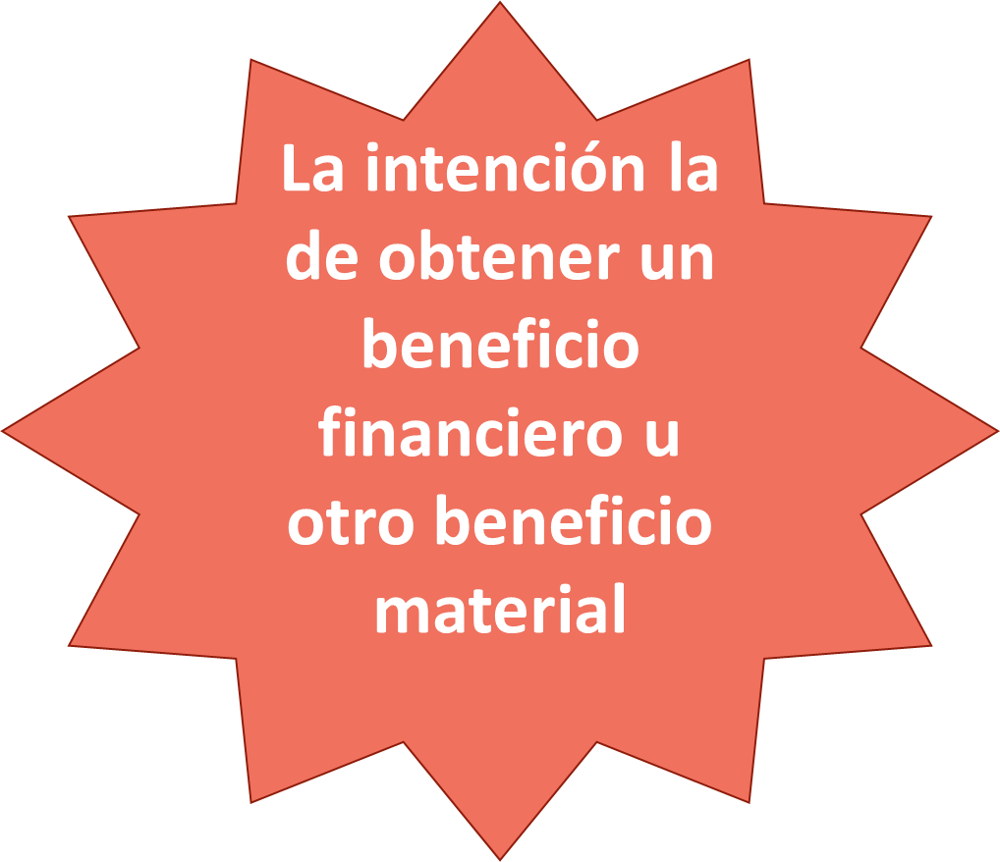 La intención la
de obtener un
beneficio
financiero u
otro beneficio
material